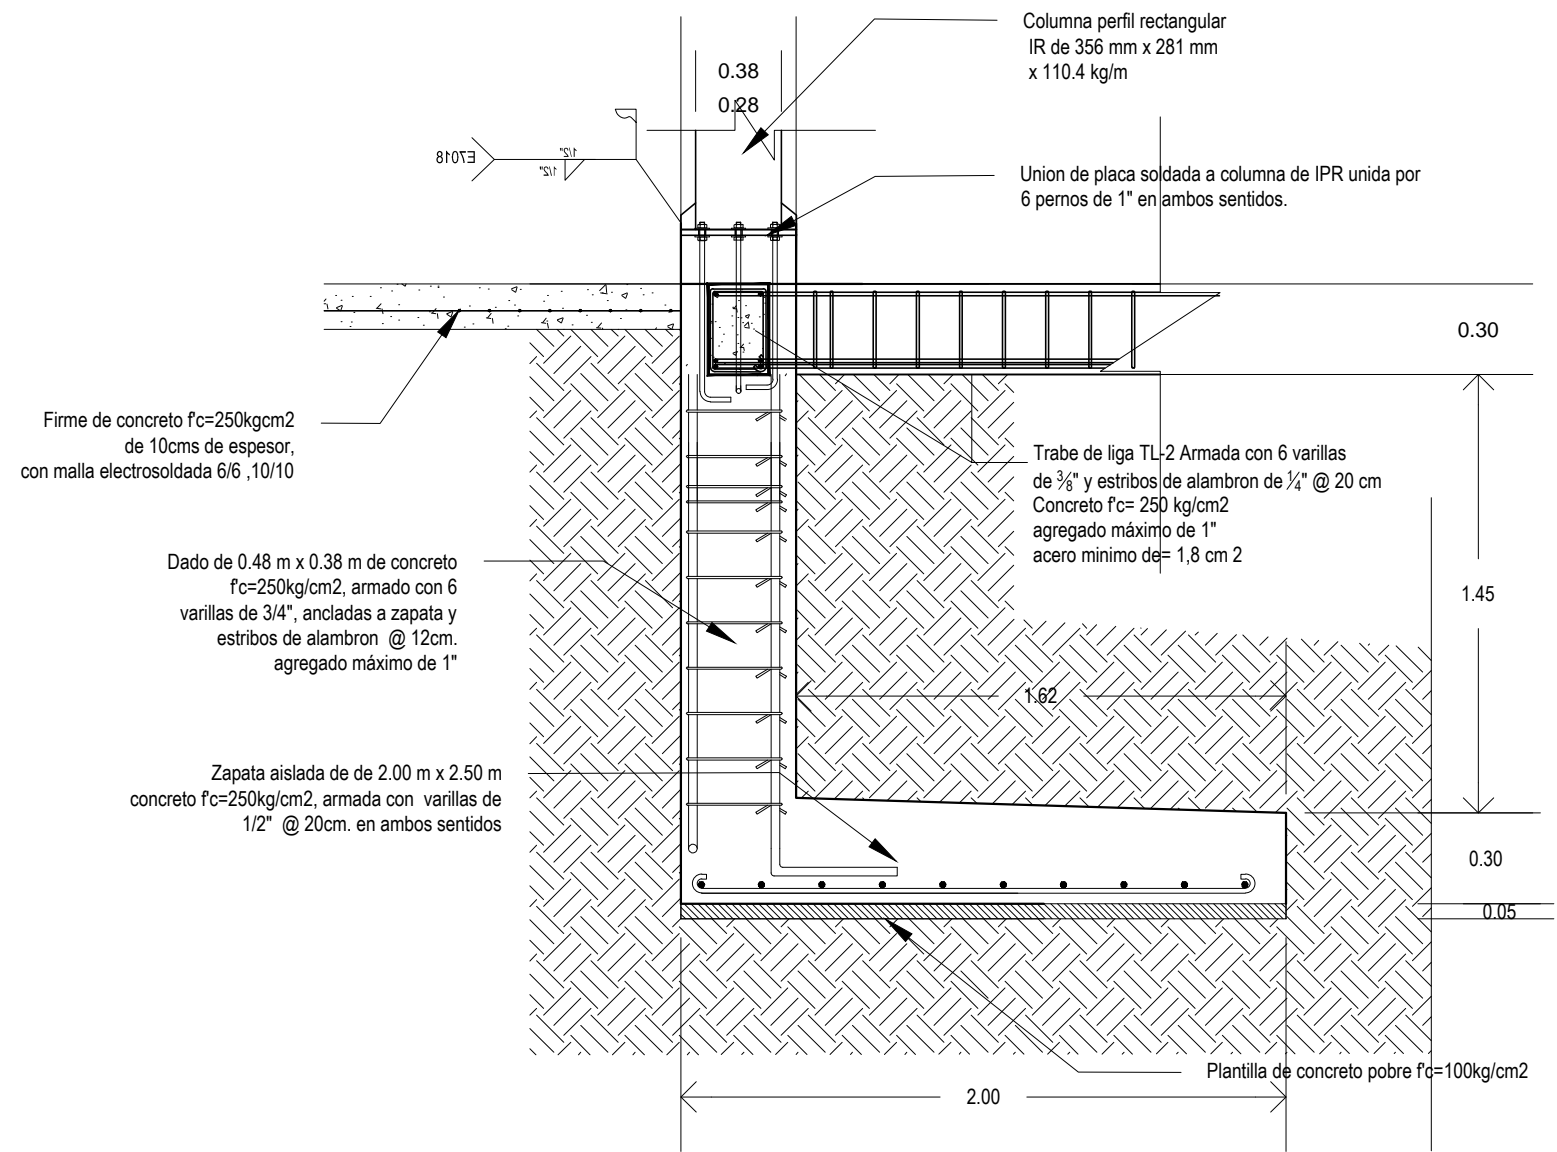 Columna perfil rectangular
IR de 356 mm x 281 mm
x 110.4 kg/m
0.38
0.28
E7018
1/2"
1/2"
Union de placa soldada a columna de IPR unida por
6 pernos de 1" en ambos sentidos.
0.30
Firme de concreto f'c=250kgcm2
de 10cms de espesor,
con malla electrosoldada 6/6 ,10/10
Trabe de liga TL-2 Armada con 6 varillas
de 3/8" y estribos de alambron de 1/4" @ 20 cm
Concreto f'c= 250 kg/cm2
agregado máximo de 1"
acero minimo de= 1,8 cm 2
Dado de 0.48 m x 0.38 m de concreto
f'c=250kg/cm2, armado con 6
varillas de 3/4", ancladas a zapata y
estribos de alambron @ 12cm.
agregado máximo de 1"
1.45
1.62
Zapata aislada de de 2.00 m x 2.50 m
concreto f'c=250kg/cm2, armada con varillas de
1/2" @ 20cm. en ambos sentidos
0.30
0.05
Plantilla de concreto pobre f'c=100kg/cm2
2.00